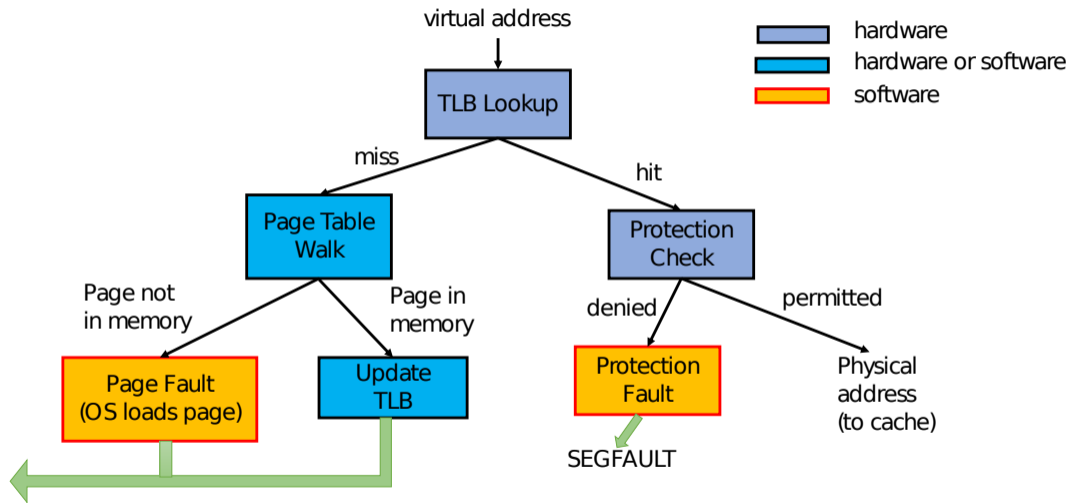 virtual address
hardware
hardware or software
software
TLB Lookup
miss
hit
Page Table
Walk
Protection
Check
Page not
in memory
Page in
memory
denied
permitted
Page Fault
(OS loads page)
Update
TLB
Protection
Fault
Physical
address
(to cache)
SEGFAULT